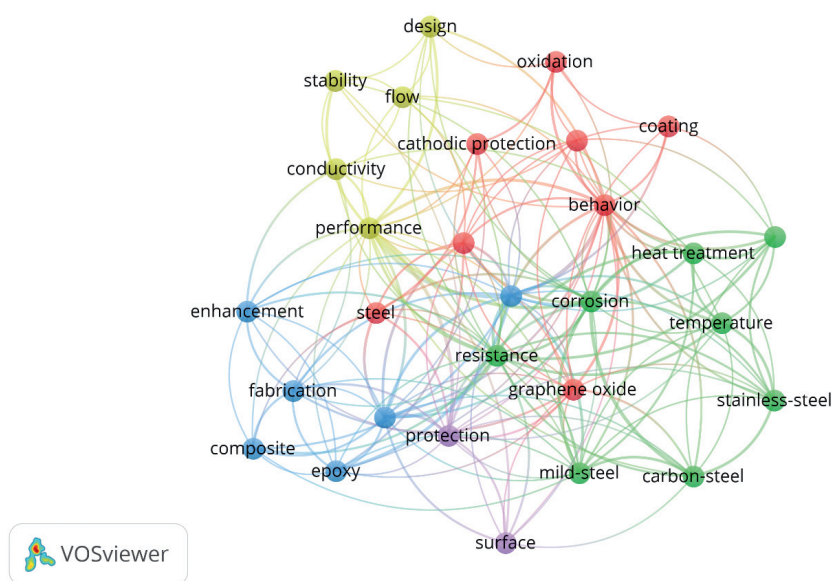 design
oxidation
stability
flow
coating
cathodic protection
conductivity
behavior
performance
heat treatment
corrosion
enhancement
steel
temperature
resistance
graphene oxide
fabrication
stainless-steel
protection
composite
epoxy
mild-steel
carbon-steel
surface
VOSviewer